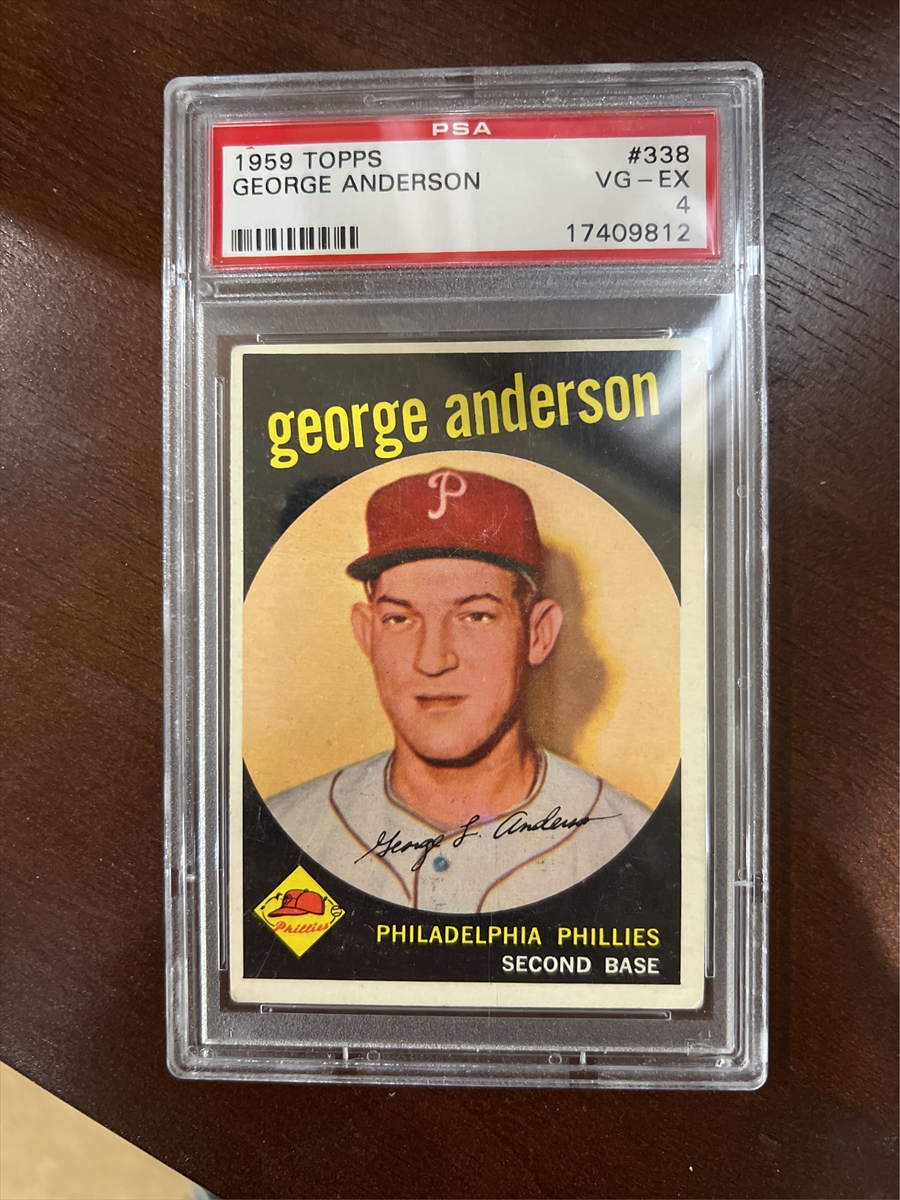 PSA
1959 TOPPS #338
GEORGE ANDERSON VG-EX
4
17409812
george anderson
P
George L. Anderson
Phillies
PHILADELPHIA PHILLIES
SECOND BASE